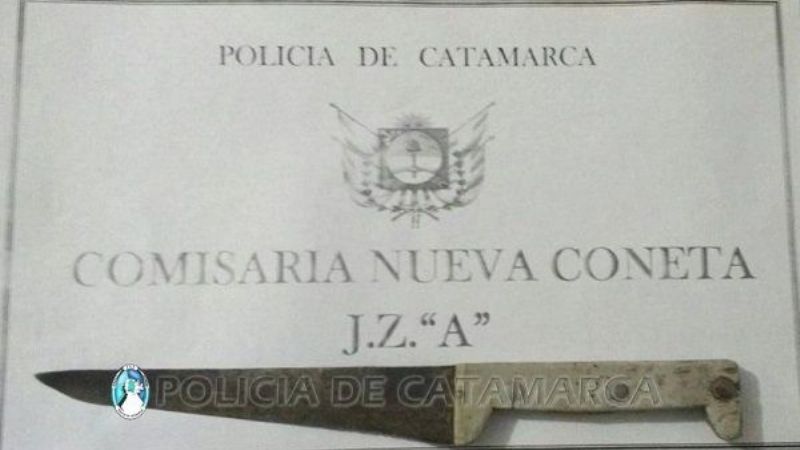 POLICIA DE CATAMARCA
COMISARIA NUEVA CONETA
J.Z.“A”
POLICIA DE CATAMARCA